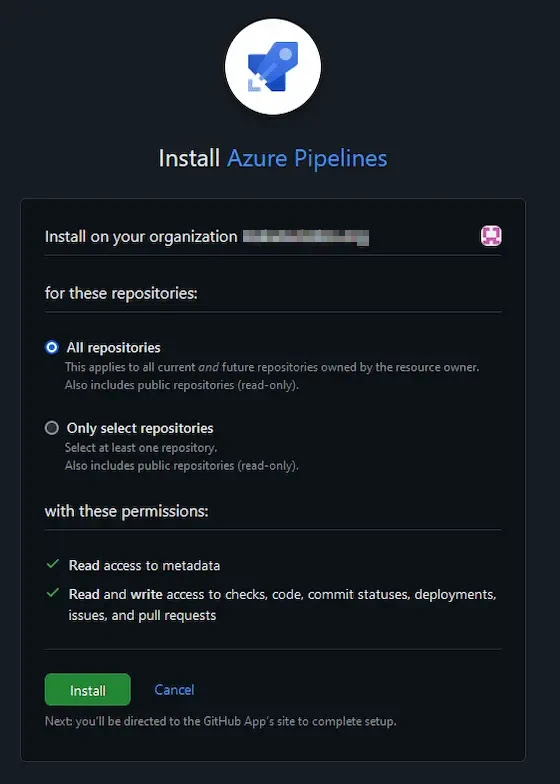 Install Azure Pipelines
Install on your organization
for these repositories:
All repositories
This applies to all current and future repositories owned by the resource owner.
Also includes public repositories (read-only).
Only select repositories
Select at least one repository.
Also includes public repositories (read-only).
with these permissions:
Read access to metadata
Read and write access to checks, code, commit statuses, deployments,
issues, and pull requests
Install Cancel
Next: you'll be directed to the GitHub App's site to complete setup.